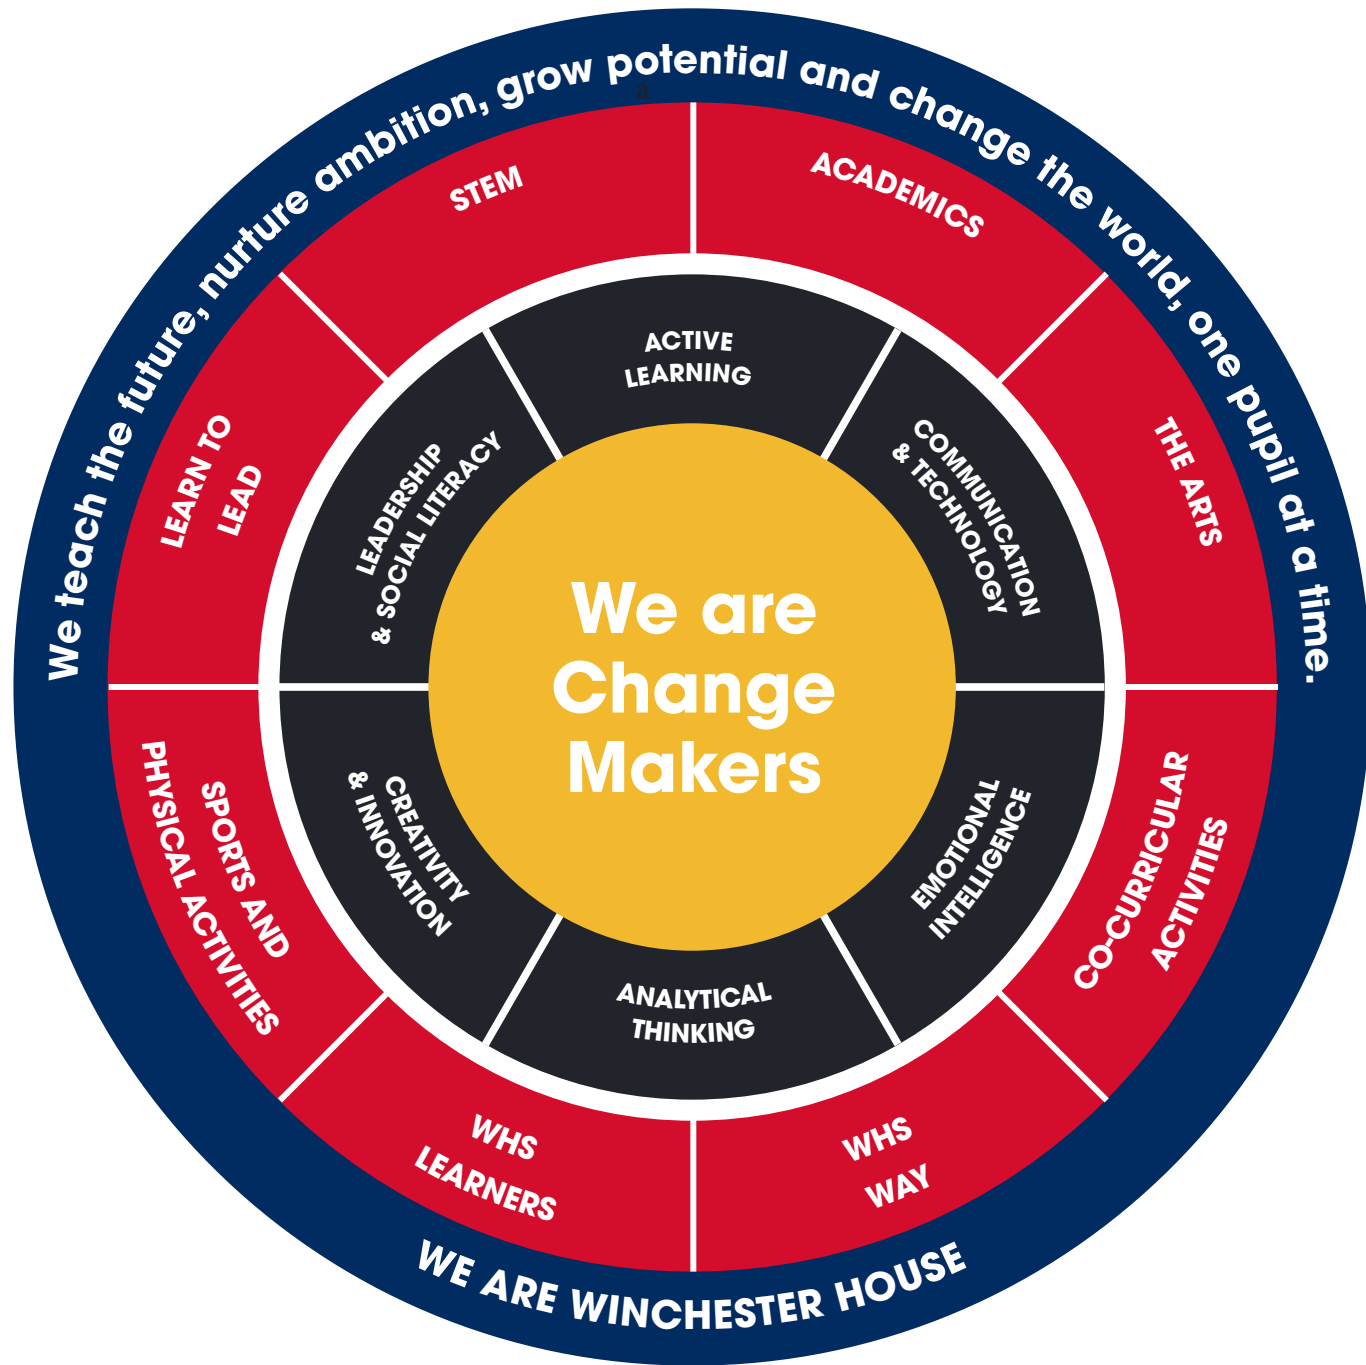 We teach the future, nurture ambition, grow potential and change the world, one pupil at a time.
a
STEM
ACADEMICS
THE ARTS
CO-CURRICULAR
ACTIVITIES
WHS
WAY
WHS
LEARNERS
SPORTS AND
PHYSICAL ACTIVITIES
LEARN TO
LEAD
ACTIVE
LEARNING
COMMUNICATION
& TECHNOLOGY
EMOTIONAL
INTELLIGENCE
ANALYTICAL
THINKING
CREATIVITY
& INNOVATION
LEADERSHIP
& SOCIAL LITERACY
We are
Change
Makers
WE ARE WINCHESTER HOUSE